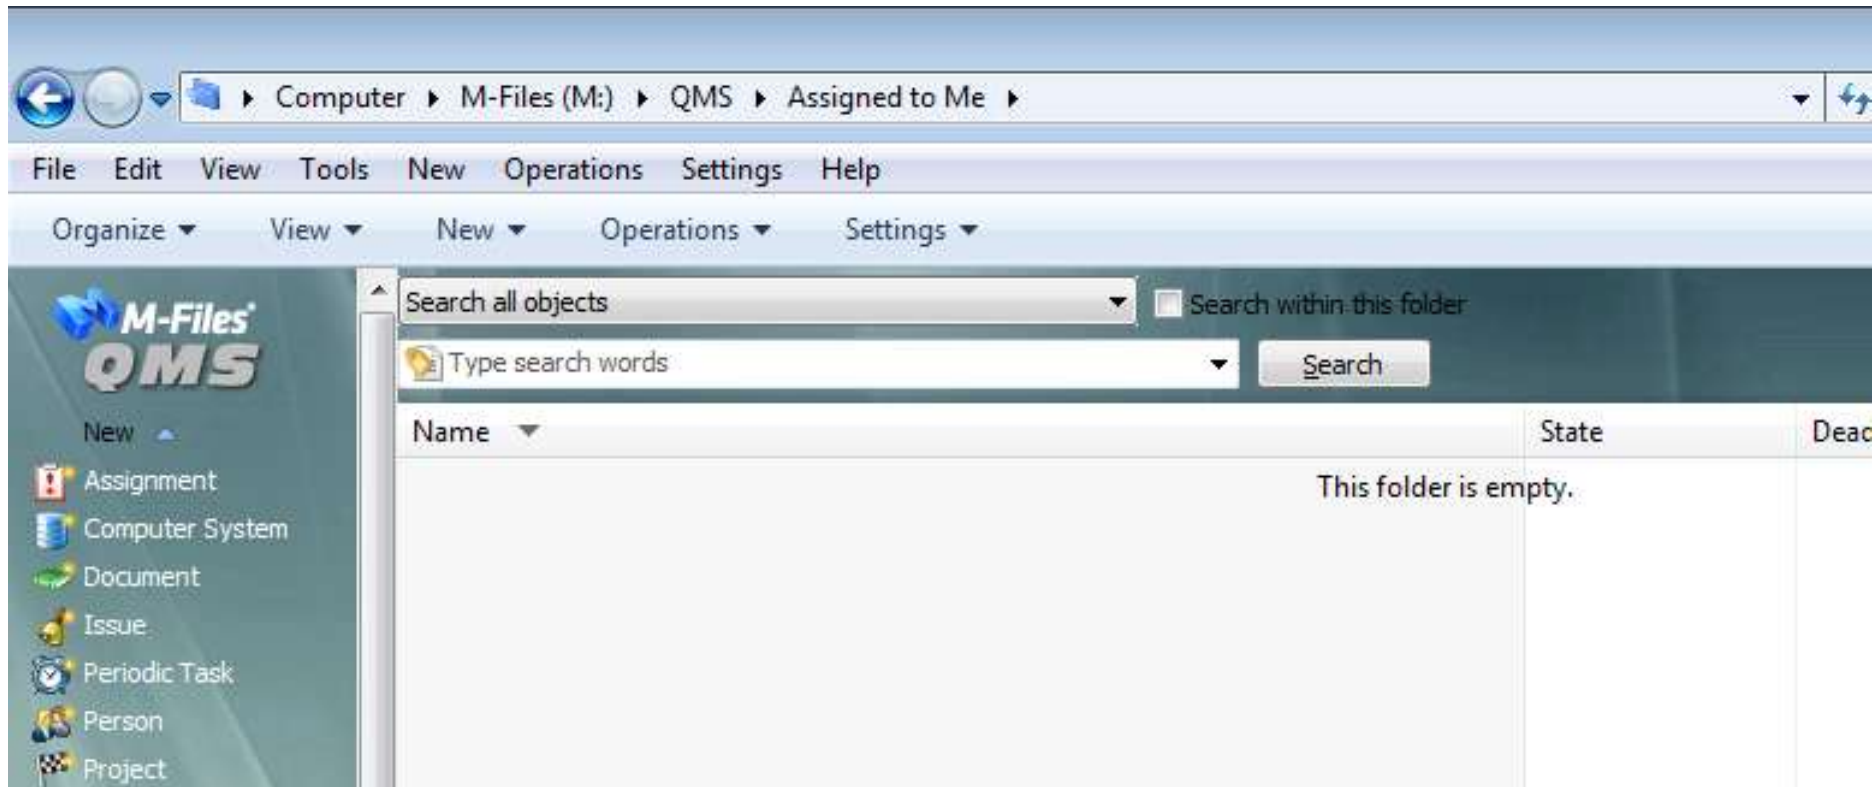 Computer M-Files (M:) QMS Assigned to Me
File Edit View Tools New Operations Settings Help
Organize View New Operations Settings
M-Files®
QMS
New
Assignment
Computer System
Document
Issue
Periodic Task
Person
Project
Search all objects Search within this folder
Type search words Search
Name State Dead
This folder is empty.